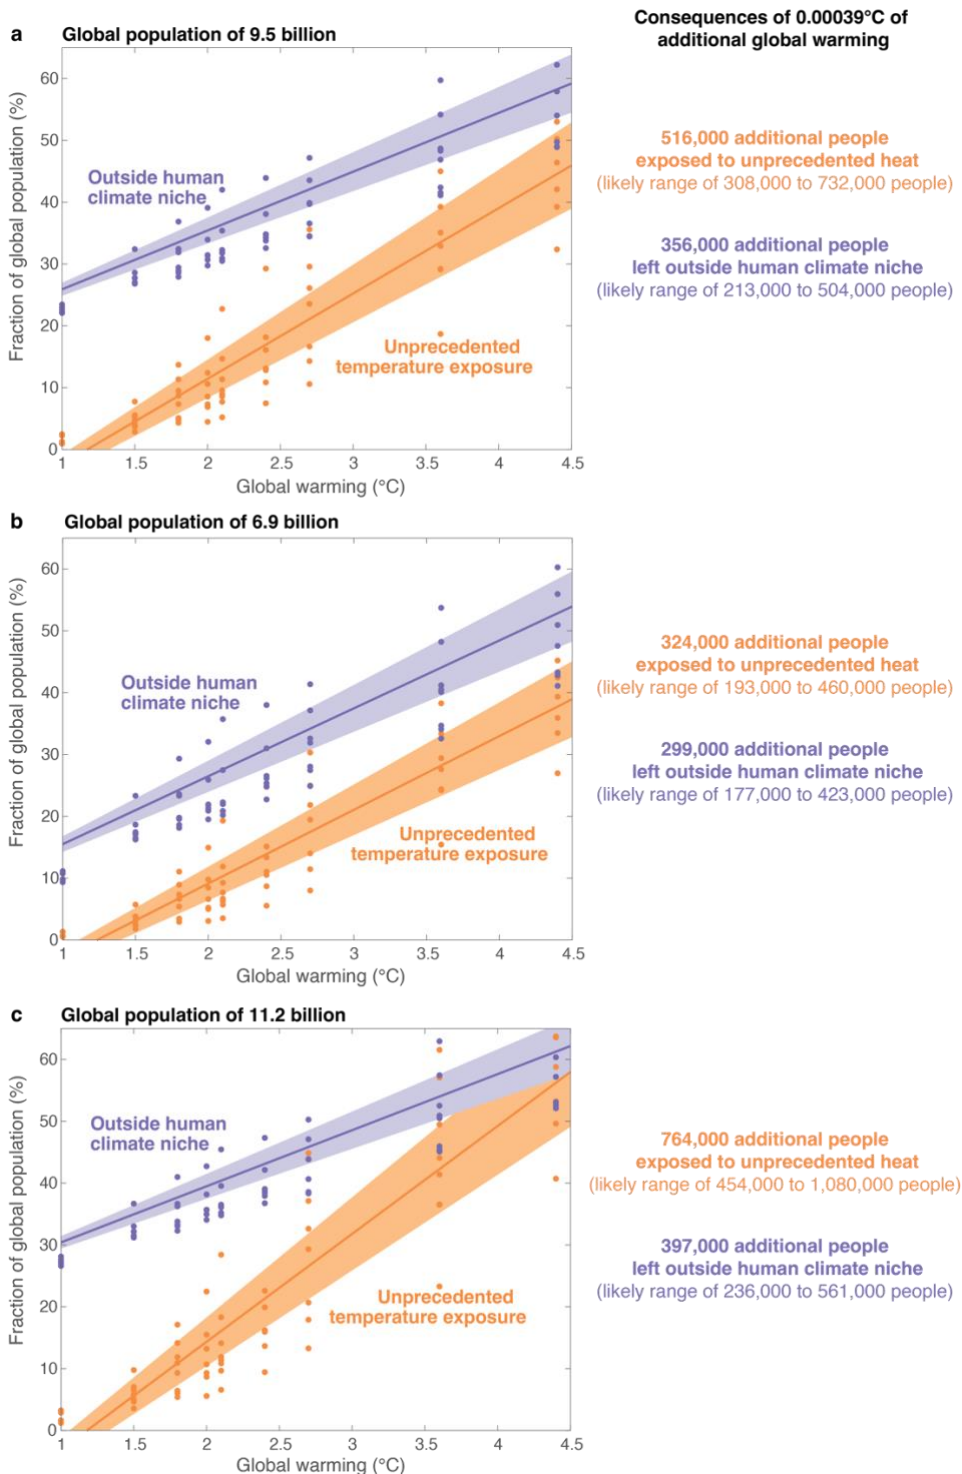 Consequences of 0.00039°C of
additional global warming
a Global population of 9.5 billion
Fraction of global population (%)
60
50
40
30
20
10
0
Outside human
climate niche
Unprecedented
temperature exposure
1 1.5 2 2.5 3 3.5 4 4.5
Global warming (°C)
516,000 additional people
exposed to unprecedented heat
(likely range of 308,000 to 732,000 people)
356,000 additional people
left outside human climate niche
(likely range of 213,000 to 504,000 people)
b Global population of 6.9 billion
Fraction of global population (%)
60
50
40
30
20
10
0
Outside human
climate niche
Unprecedented
temperature exposure
1 1.5 2 2.5 3 3.5 4 4.5
Global warming (°C)
324,000 additional people
exposed to unprecedented heat
(likely range of 193,000 to 460,000 people)
299,000 additional people
left outside human climate niche
(likely range of 177,000 to 423,000 people)
c Global population of 11.2 billion
Fraction of global population (%)
60
50
40
30
20
10
0
Outside human
climate niche
Unprecedented
temperature exposure
1 1.5 2 2.5 3 3.5 4 4.5
Global warming (°C)
764,000 additional people
exposed to unprecedented heat
(likely range of 454,000 to 1,080,000 people)
397,000 additional people
left outside human climate niche
(likely range of 236,000 to 561,000 people)